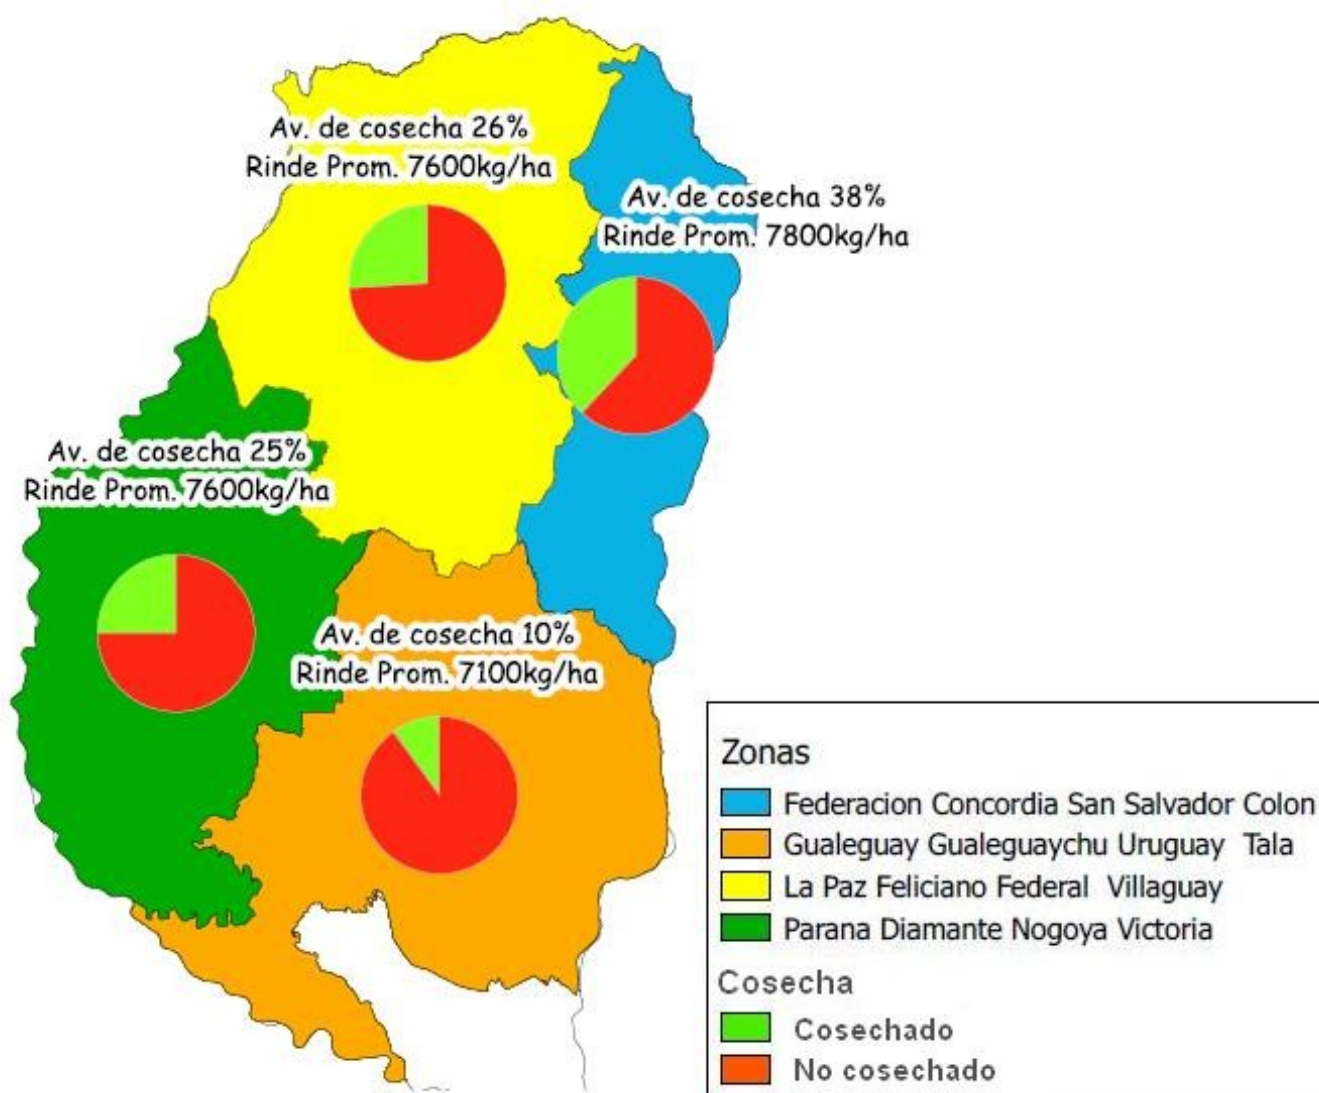 Av. de cosecha 26%
Rinde Prom. 7600kg/ha
Av. de cosecha 38%
Rinde Prom. 7800kg/ha
Av. de cosecha 25%
Rinde Prom. 7600kg/ha
Av. de cosecha 10%
Rinde Prom. 7100kg/ha
Zonas
Federacion Concordia San Salvador Colon
Gualeguay Gualeguaychu Uruguay Tala
La Paz Feliciano Federal Villaguay
Parana Diamante Nogoya Victoria
Cosecha
Cosechado
No cosechado